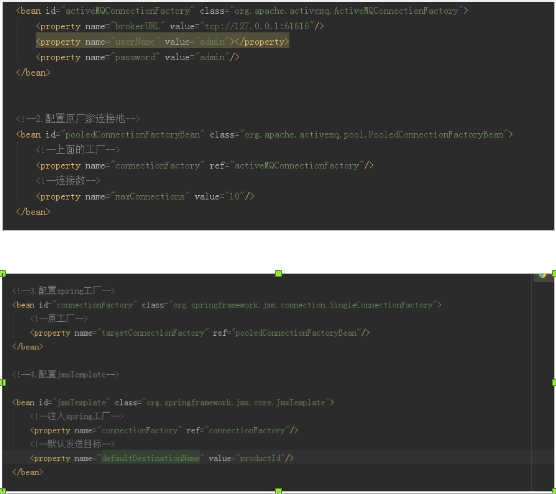 <bean id="activeMQConnectionFactory" class="org.apache.activemq.ActiveMQConnectionFactory">
<property name="brokerURL" value="tcp://127.0.0.1:61616"/>
<property name="userName" value="admin"></property>
<property name="password" value="admin"/>
</bean>
<!--2.配置原厂家连接池-->
<bean id="pooledConnectionFactoryBean" class="org.apache.activemq.pool.PooledConnectionFactoryBean">
<!--上面的工厂-->
<property name="connectionFactory" ref="activeMQConnectionFactory"/>
<!--连接数-->
<property name="maxConnections" value="10"/>
</bean>
<!--3.配置spring工厂-->
<bean id="connectionFactory" class="org.springframework.jms.connection.SingleConnectionFactory">
<!--原工厂-->
<property name="targetConnectionFactory" ref="pooledConnectionFactoryBean"/>
</bean>
<!--4.配置jmsTemplate-->
<bean id="jmsTemplate" class="org.springframework.jms.core.JmsTemplate">
<!--注入spring工厂-->
<property name="connectionFactory" ref="connectionFactory"/>
<!--默认发送目标-->
<property name="defaultDestinationName" value="productId"/>
</bean>